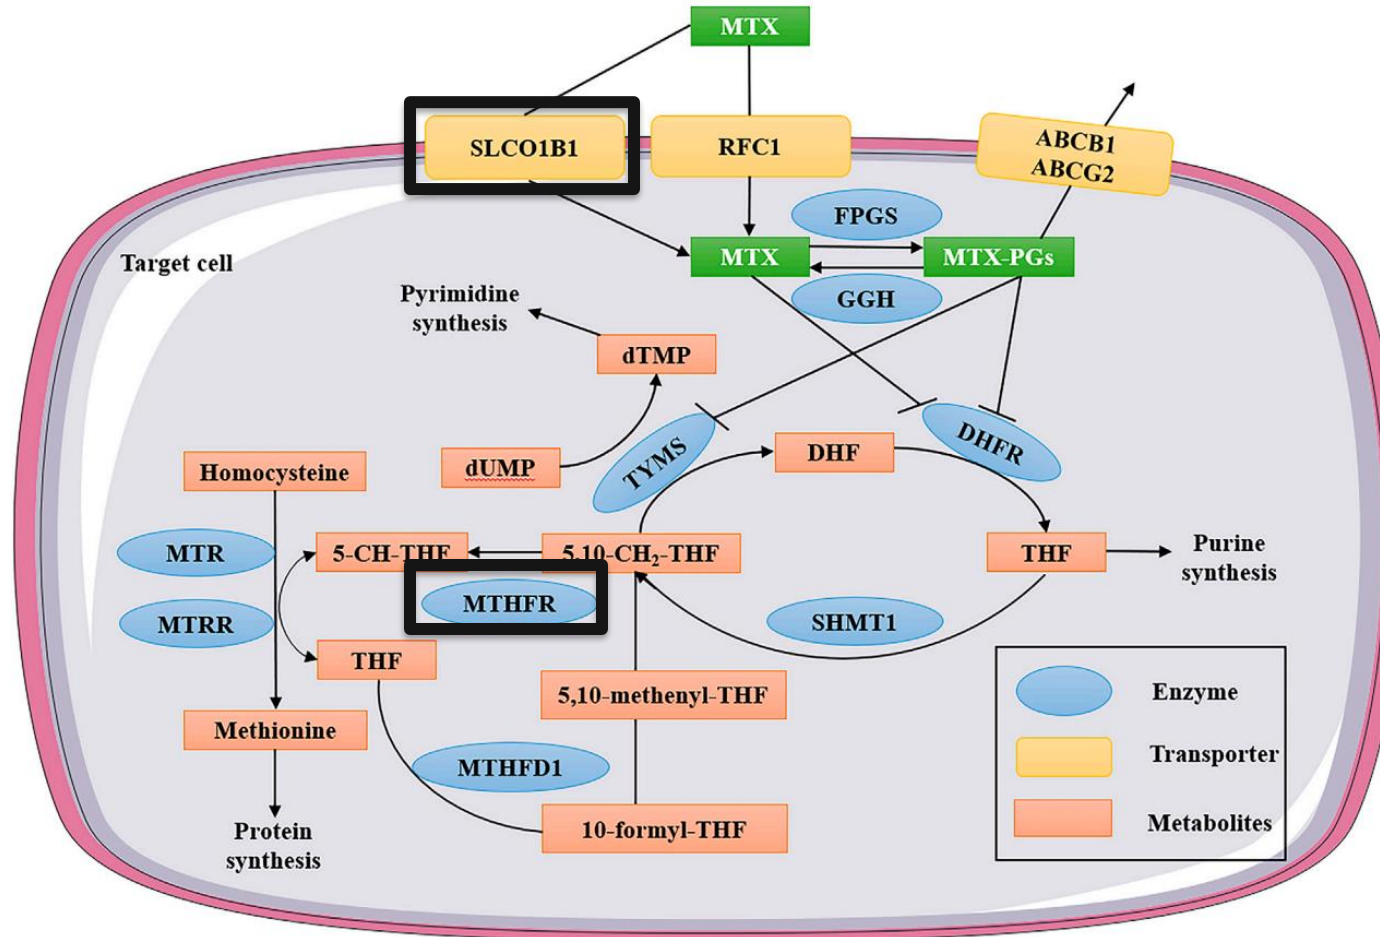 MTX
SLCO1B1
RFC1
ABCB1
ABCG2
FPGS
Target cell
MTX
MTX-PGs
GGH
Pyrimidine
synthesis
dTMP
TYMS
DHFR
dUMP
DHF
Homocysteine
MTR
5-CH-THF
5,10-CH₂-THF
THF
Purine
synthesis
MTHFR
MTRR
SHMT1
THF
5,10-methenyl-THF
Enzyme
Methionine
MTHFD1
Transporter
10-formyl-THF
Metabolites
Protein
synthesis